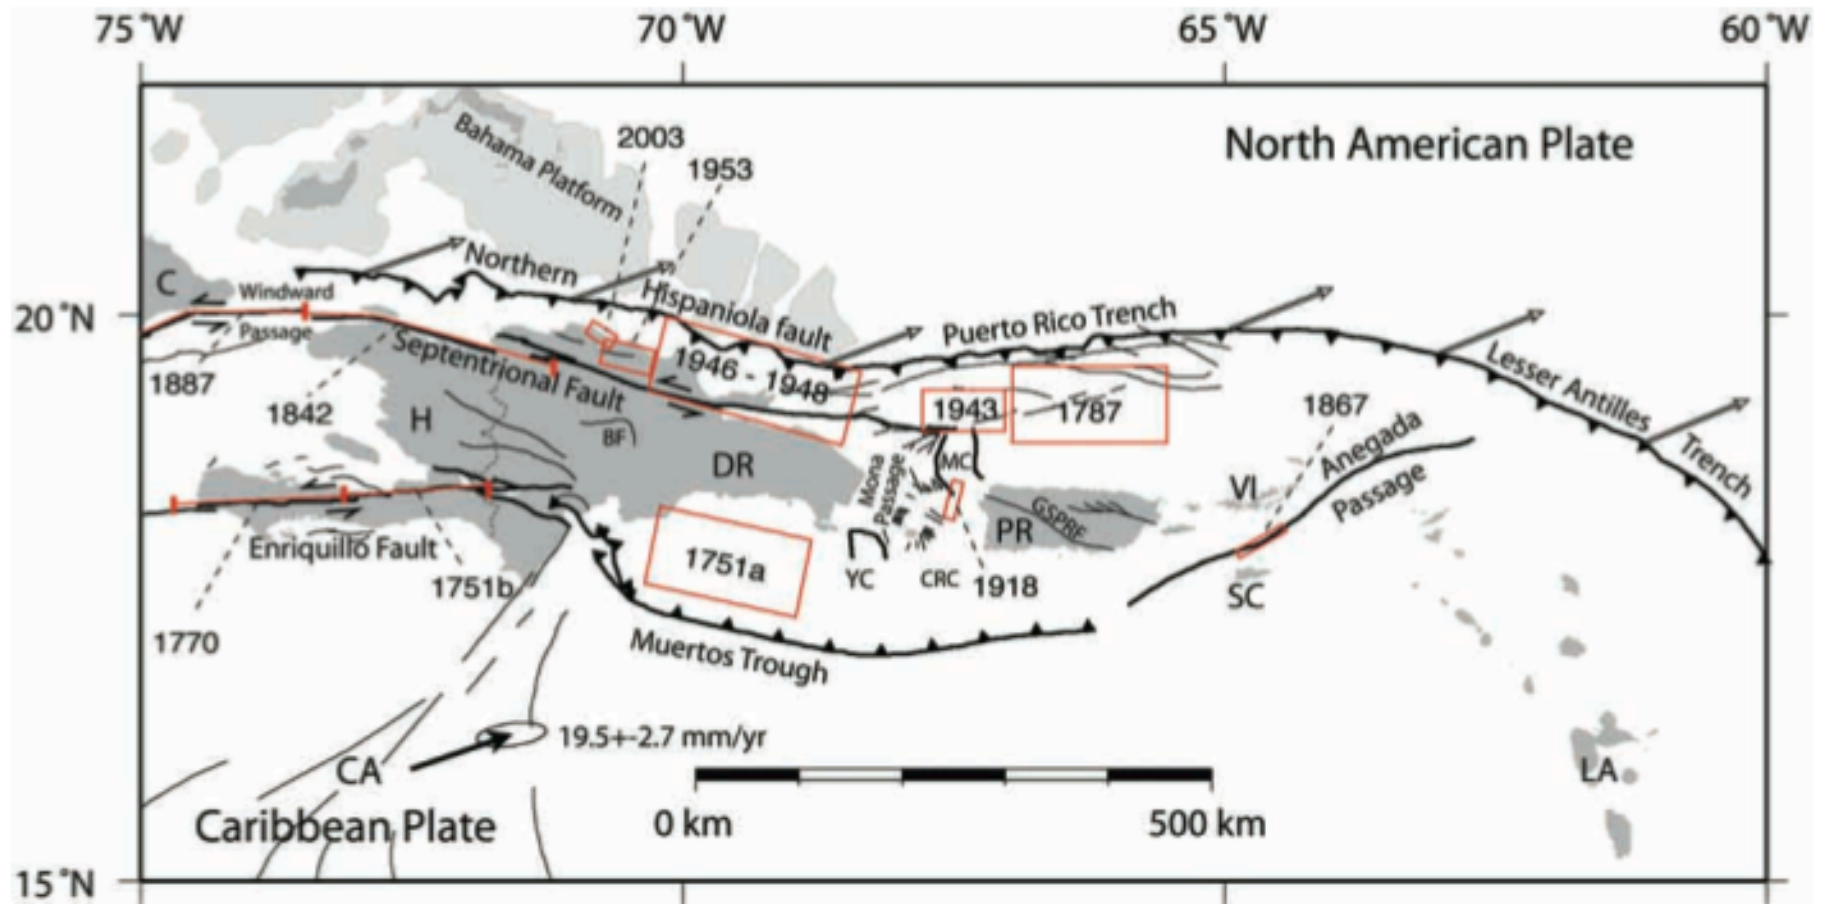 75°W
70°W
65°W
60°W
Bahama Platform
2003
1953
North American Plate
C
Windward
Passage
Northern
Hispaniola fault
Puerto Rico Trench
20°N
1887
1842
Septentrional Fault
1946 - 1948
1943
1787
1867
Lesser Antilles
Trench
H
BF
DR
Mona
Passage
MC
VI
Anegada
Passage
GSPRF
PR
Enriquillo Fault
1751a
1751b
YC
CRC
1918
SC
1770
Muertos Trough
19.5+-2.7 mm/yr
CA
LA
Caribbean Plate
0 km
500 km
15°N